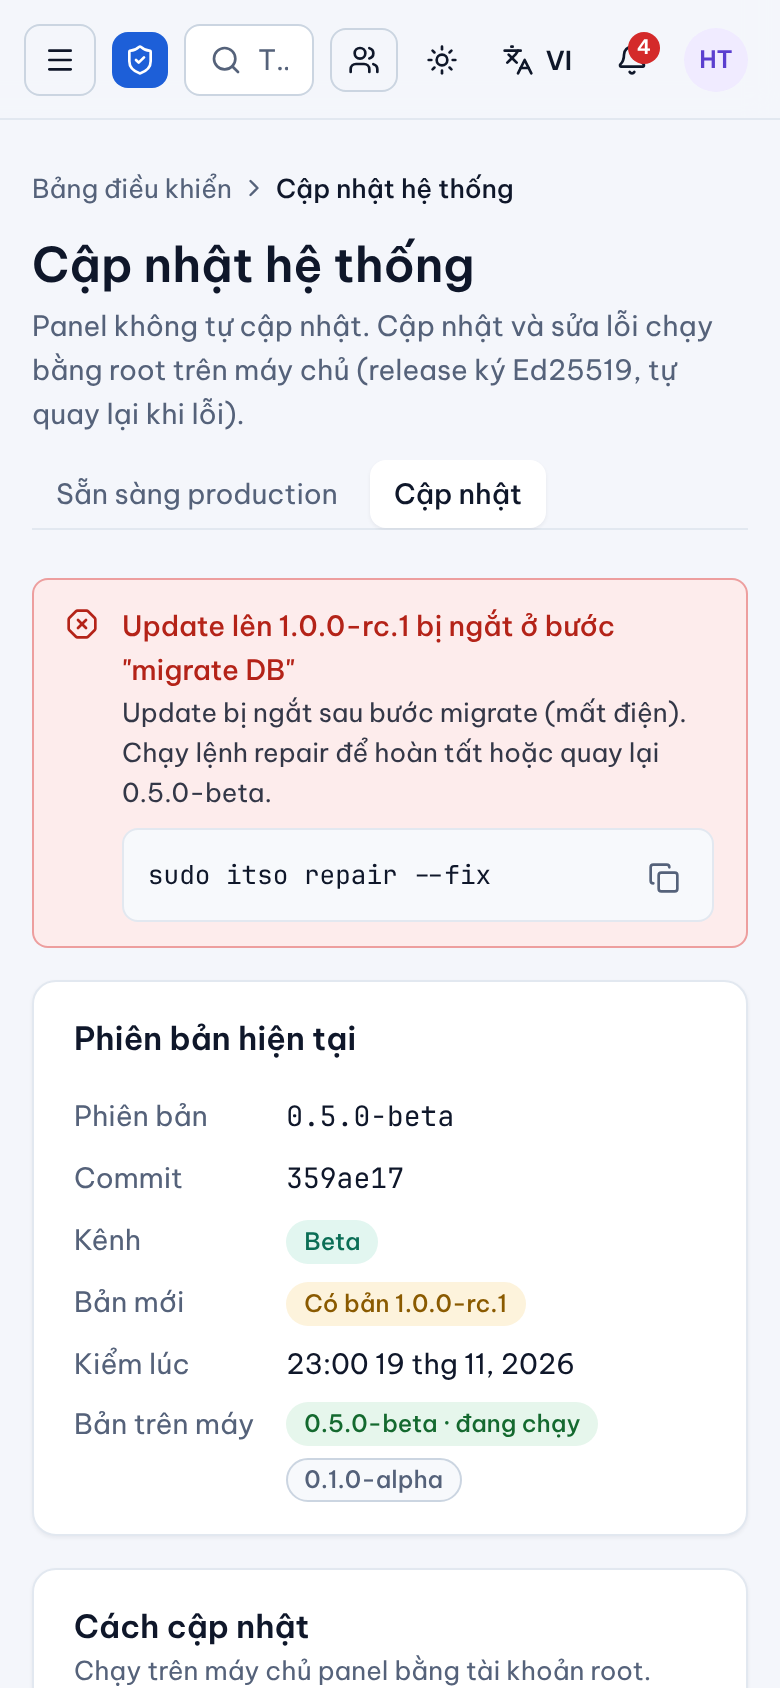 T..
VI
4
HT
Bảng điều khiển > Cập nhật hệ thống
Cập nhật hệ thống
Panel không tự cập nhật. Cập nhật và sửa lỗi chạy
bằng root trên máy chủ (release ký Ed25519, tự
quay lại khi lỗi).
Sẵn sàng production
Cập nhật
Update lên 1.0.0-rc.1 bị ngắt ở bước
"migrate DB"
Update bị ngắt sau bước migrate (mất điện).
Chạy lệnh repair để hoàn tất hoặc quay lại
0.5.0-beta.
sudo itso repair --fix
Phiên bản hiện tại
Phiên bản 0.5.0-beta
Commit 359ae17
Kênh Beta
Bản mới Có bản 1.0.0-rc.1
Kiểm lúc 23:00 19 thg 11, 2026
Bản trên máy 0.5.0-beta · đang chạy
0.1.0-alpha
Cách cập nhật
Chạy trên máy chủ panel bằng tài khoản root.